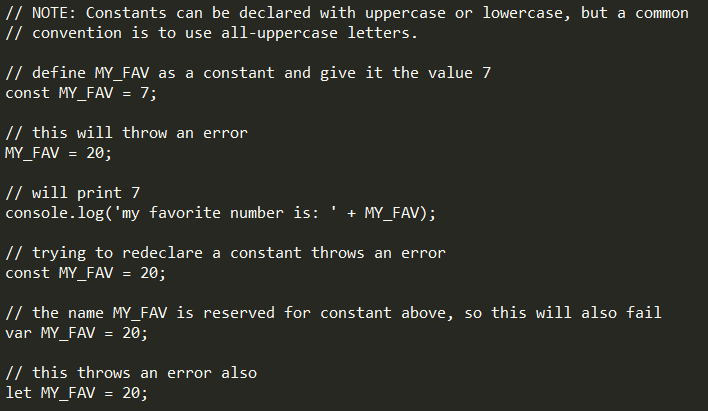 // NOTE: Constants can be declared with uppercase or lowercase, but a common
// convention is to use all-uppercase letters.
// define MY_FAV as a constant and give it the value 7
const MY_FAV = 7;
// this will throw an error
MY_FAV = 20;
// will print 7
console.log('my favorite number is: ' + MY_FAV);
// trying to redeclare a constant throws an error
const MY_FAV = 20;
// the name MY_FAV is reserved for constant above, so this will also fail
var MY_FAV = 20;
// this throws an error also
let MY_FAV = 20;